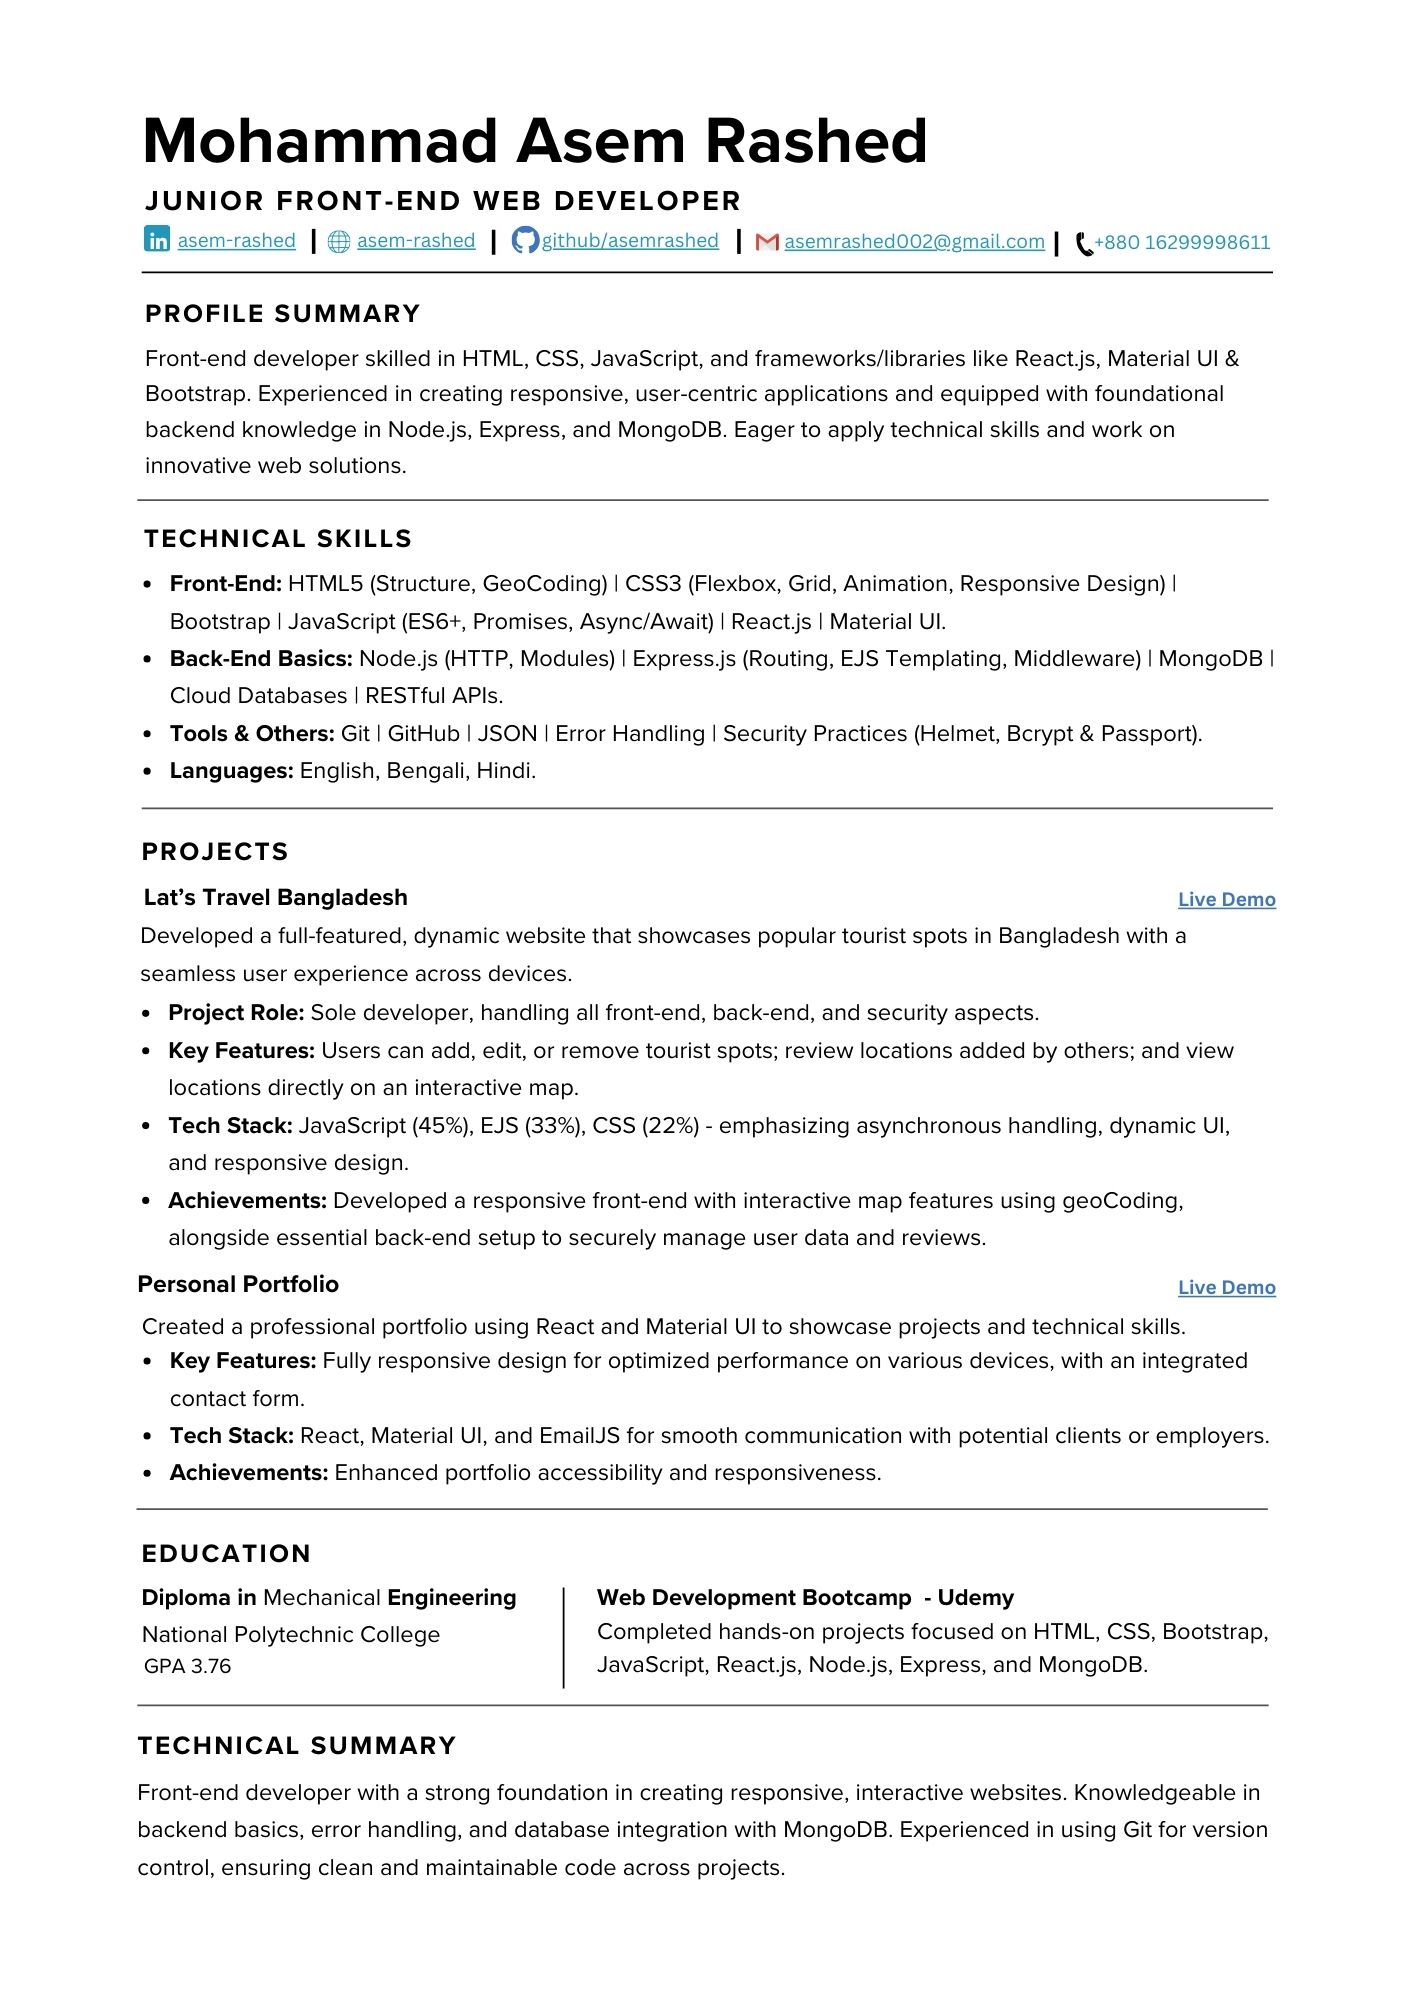 Mohammad Asem Rashed
JUNIOR FRONT-END WEB DEVELOPER
in asem-rashed | asem-rashed | github/asemrashed | asemrashed002@gmail.com | +880 16299998611
PROFILE SUMMARY
Front-end developer skilled in HTML, CSS, JavaScript, and frameworks/libraries like React.js, Material UI &
Bootstrap. Experienced in creating responsive, user-centric applications and equipped with foundational
backend knowledge in Node.js, Express, and MongoDB. Eager to apply technical skills and work on
innovative web solutions.
TECHNICAL SKILLS
• Front-End: HTML5 (Structure, GeoCoding) | CSS3 (Flexbox, Grid, Animation, Responsive Design) |
Bootstrap | JavaScript (ES6+, Promises, Async/Await) | React.js | Material UI.
• Back-End Basics: Node.js (HTTP, Modules) | Express.js (Routing, EJS Templating, Middleware) | MongoDB |
Cloud Databases | RESTful APIs.
• Tools & Others: Git | GitHub | JSON | Error Handling | Security Practices (Helmet, Bcrypt & Passport).
• Languages: English, Bengali, Hindi.
PROJECTS
Lat’s Travel Bangladesh Live Demo
Developed a full-featured, dynamic website that showcases popular tourist spots in Bangladesh with a
seamless user experience across devices.
• Project Role: Sole developer, handling all front-end, back-end, and security aspects.
• Key Features: Users can add, edit, or remove tourist spots; review locations added by others; and view
locations directly on an interactive map.
• Tech Stack: JavaScript (45%), EJS (33%), CSS (22%) - emphasizing asynchronous handling, dynamic UI,
and responsive design.
• Achievements: Developed a responsive front-end with interactive map features using geoCoding,
alongside essential back-end setup to securely manage user data and reviews.
Personal Portfolio Live Demo
Created a professional portfolio using React and Material UI to showcase projects and technical skills.
• Key Features: Fully responsive design for optimized performance on various devices, with an integrated
contact form.
• Tech Stack: React, Material UI, and EmailJS for smooth communication with potential clients or employers.
• Achievements: Enhanced portfolio accessibility and responsiveness.
EDUCATION
Diploma in Mechanical Engineering
National Polytechnic College
GPA 3.76
Web Development Bootcamp - Udemy
Completed hands-on projects focused on HTML, CSS, Bootstrap,
JavaScript, React.js, Node.js, Express, and MongoDB.
TECHNICAL SUMMARY
Front-end developer with a strong foundation in creating responsive, interactive websites. Knowledgeable in
backend basics, error handling, and database integration with MongoDB. Experienced in using Git for version
control, ensuring clean and maintainable code across projects.